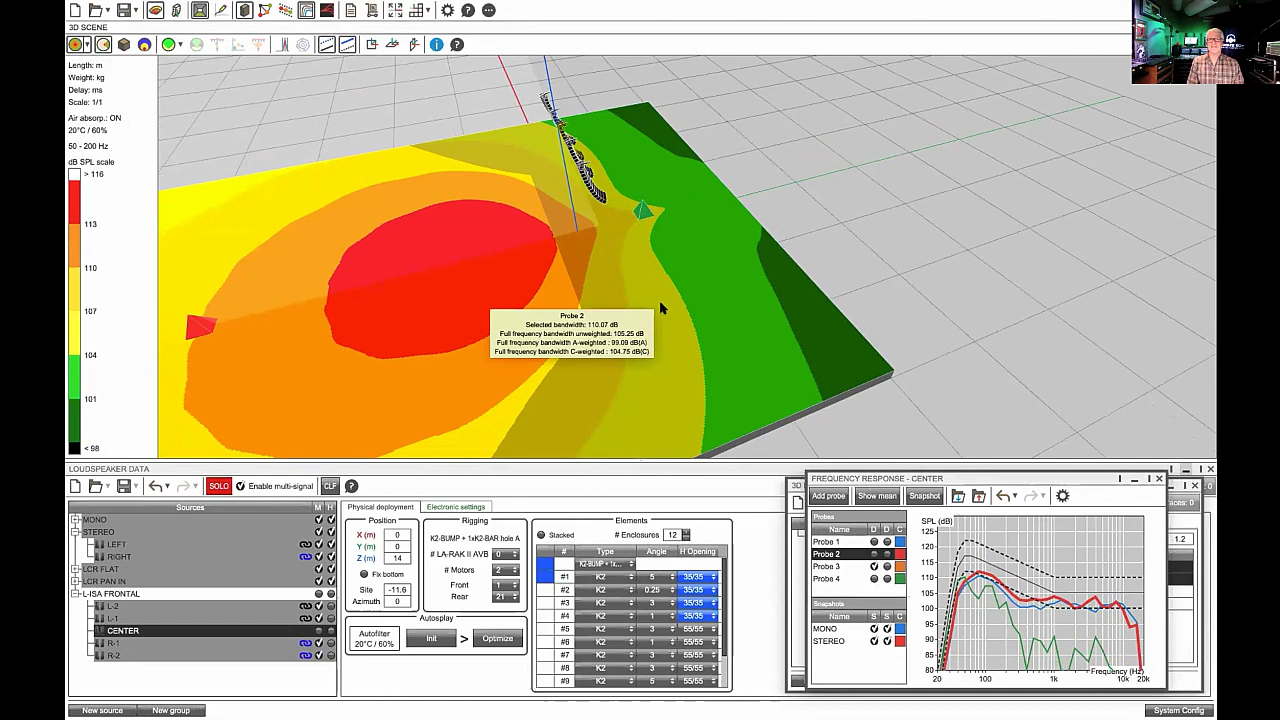 3D SCENE
Length: m
Weight: kg
Delay: ms
Scale: 1/1
Air absorp.: ON
20°C / 60%
50 - 200 Hz
dB SPL scale
> 116
113
110
107
104
101
< 98
Probe 2
Selected bandwidth: 110.07 dB
Full frequency bandwidth unweighted: 105.25 dB
Full frequency bandwidth A-weighted : 99.09 dB(A)
Full frequency bandwidth C-weighted : 104.75 dB(C)
LOUDSPEAKER DATA
SOLO Enable multi-signal CLF
Sources M H
MONO
STEREO
LEFT
RIGHT
LCR FLAT
LCR PAN IN
L-ISA FRONTAL
L-2
L-1
CENTER
R-1
R-2
New source New group
Physical deployment Electronic settings
Position
X (m) 0
Y (m) 0
Z (m) 14
Fix bottom
Site -11.6
Azimuth 0
Rigging
K2-BUMP + 1xK2-BAR hole A
# LA-RAK II AVB 0
# Motors 2
Front 1
Rear 21
Autosplay
Autofilter
20°C / 60%
Init > Optimize
Elements
Stacked # Enclosures 12
# Type Angle H Opening
K2-BUMP + 1x...
#1 K2 5 35/35
#2 K2 0.25 35/35
#3 K2 3 35/35
#4 K2 1 35/35
#5 K2 3 55/55
#6 K2 1 55/55
#7 K2 3 55/55
#8 K2 3 55/55
#9 K2 5 55/55
FREQUENCY RESPONSE - CENTER
Add probe Show mean Snapshot
Probes
Name D D C
Probe 1
Probe 2
Probe 3
Probe 4
Snapshots
Name S S C
MONO
STEREO
SPL (dB)
125
120
115
110
105
100
95
90
85
80
20 100 1k 10k 20k
Frequency (Hz)
1.2
System Config